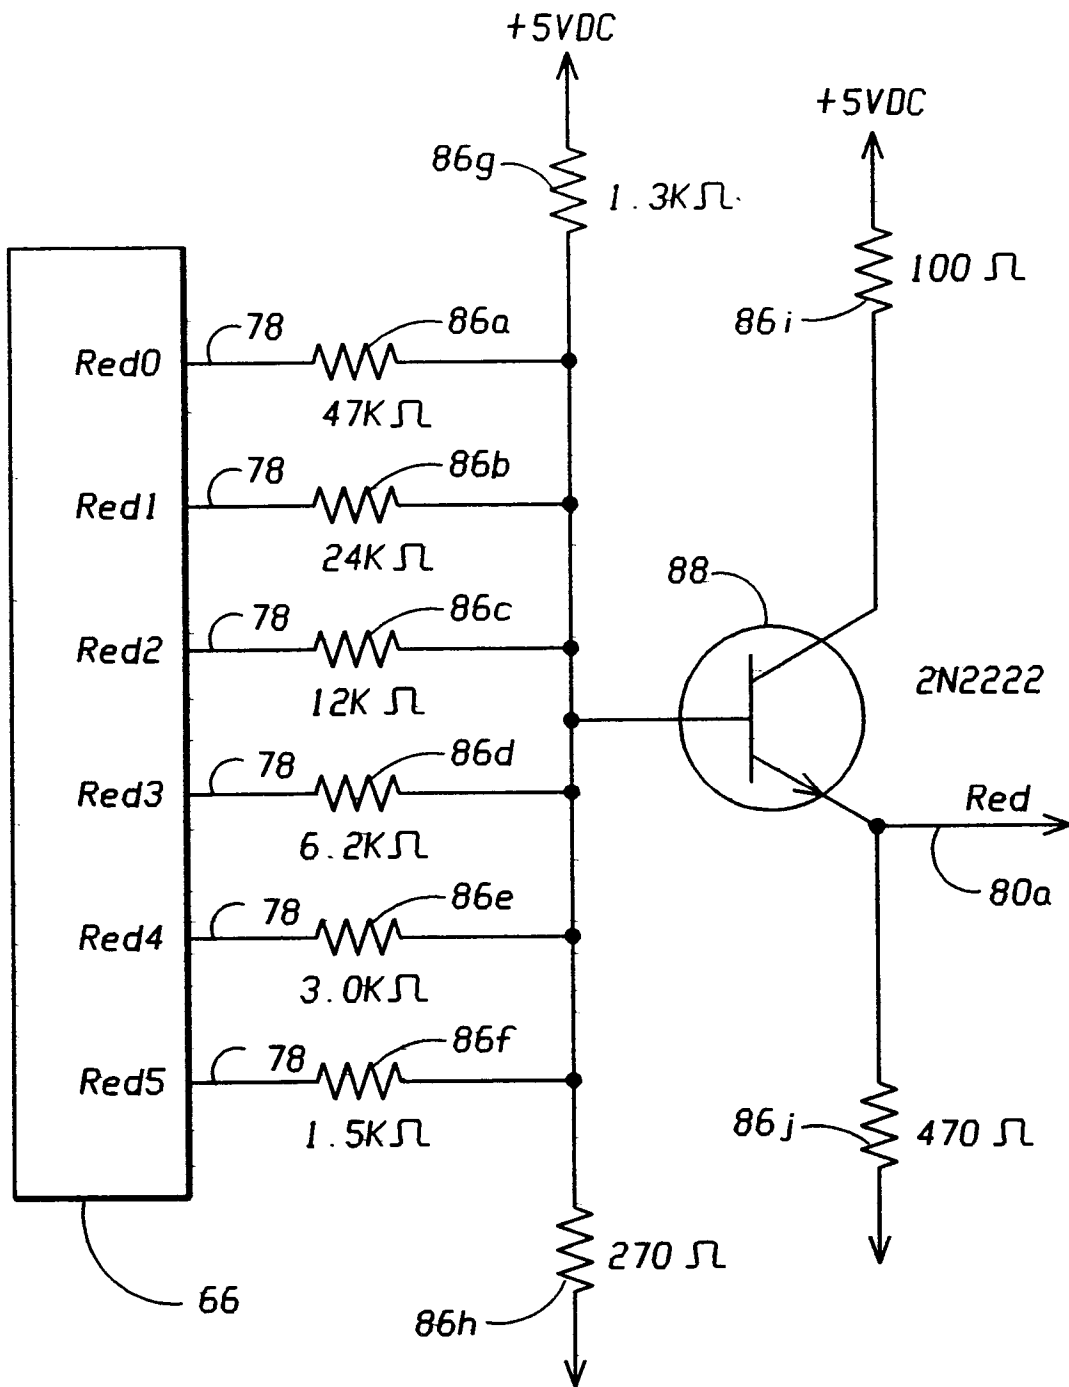 +5VDC
+5VDC
86g
1.3KΩ
100 Ω
86i
Red0
78
86a
47KΩ
Red1
78
86b
24KΩ
88
Red2
78
86c
12KΩ
2N2222
Red3
78
86d
6.2KΩ
Red
80a
Red4
78
86e
3.0KΩ
Red5
78
86f
1.5KΩ
86j
470 Ω
270 Ω
66
86h